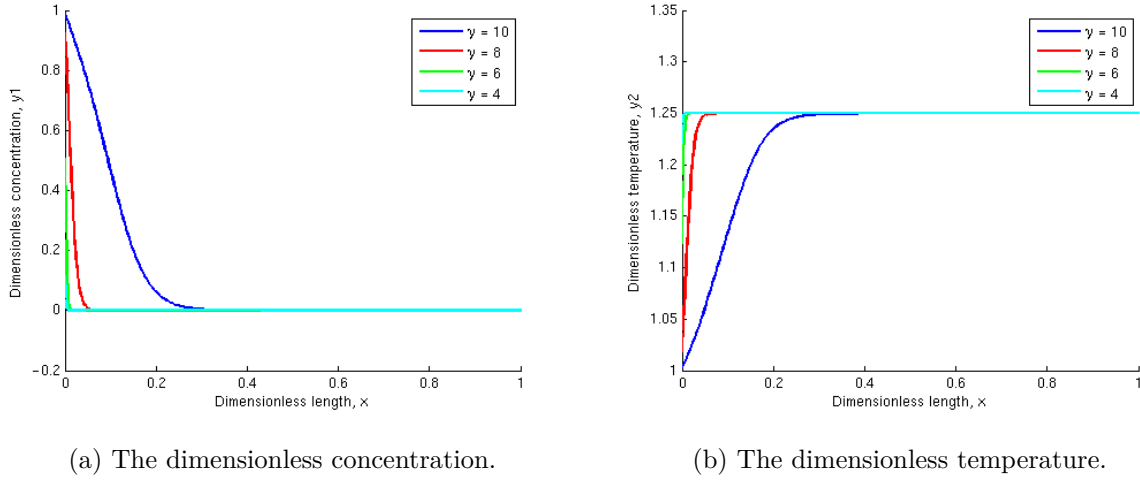 1
0.8
0.6
0.4
0.2
0
−0.2
0
0.2
0.4
0.6
0.8
1
Dimensionless concentration, y1
Dimensionless length, x
γ = 10
γ = 8
γ = 6
γ = 4
(a) The dimensionless concentration.
1.35
1.3
1.25
1.2
1.15
1.1
1.05
1
0
0.2
0.4
0.6
0.8
1
Dimensionless temperature, y2
Dimensionless length, x
γ = 10
γ = 8
γ = 6
γ = 4
(b) The dimensionless temperature.